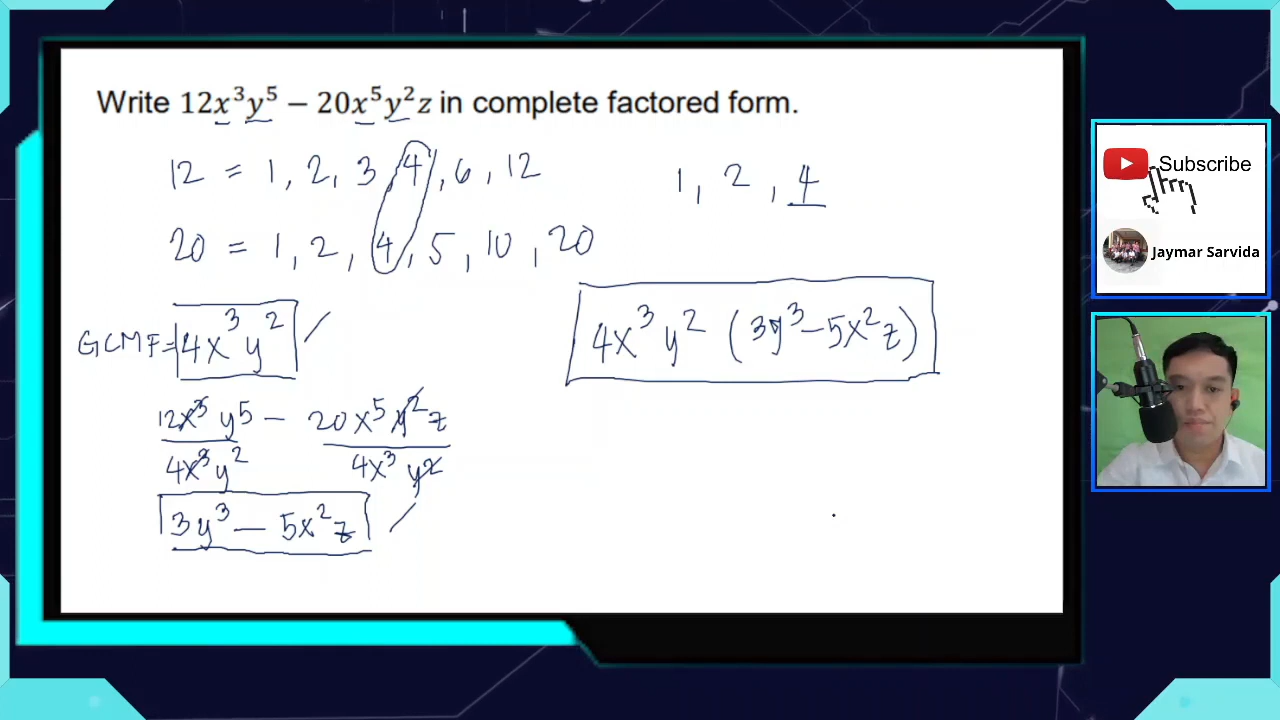 Write 12x³y⁵ − 20x⁵y²z in complete factored form.
12 = 1, 2, 3, 4, 6, 12
1, 2, 4
20 = 1, 2, 4, 5, 10, 20
GCMF = 4x³y²
4x³y² (3y³ − 5x²z)
12x³y⁵ − 20x⁵y²z
4x³y² 4x³y²
3y³ − 5x²z
Subscribe
Jaymar Sarvida